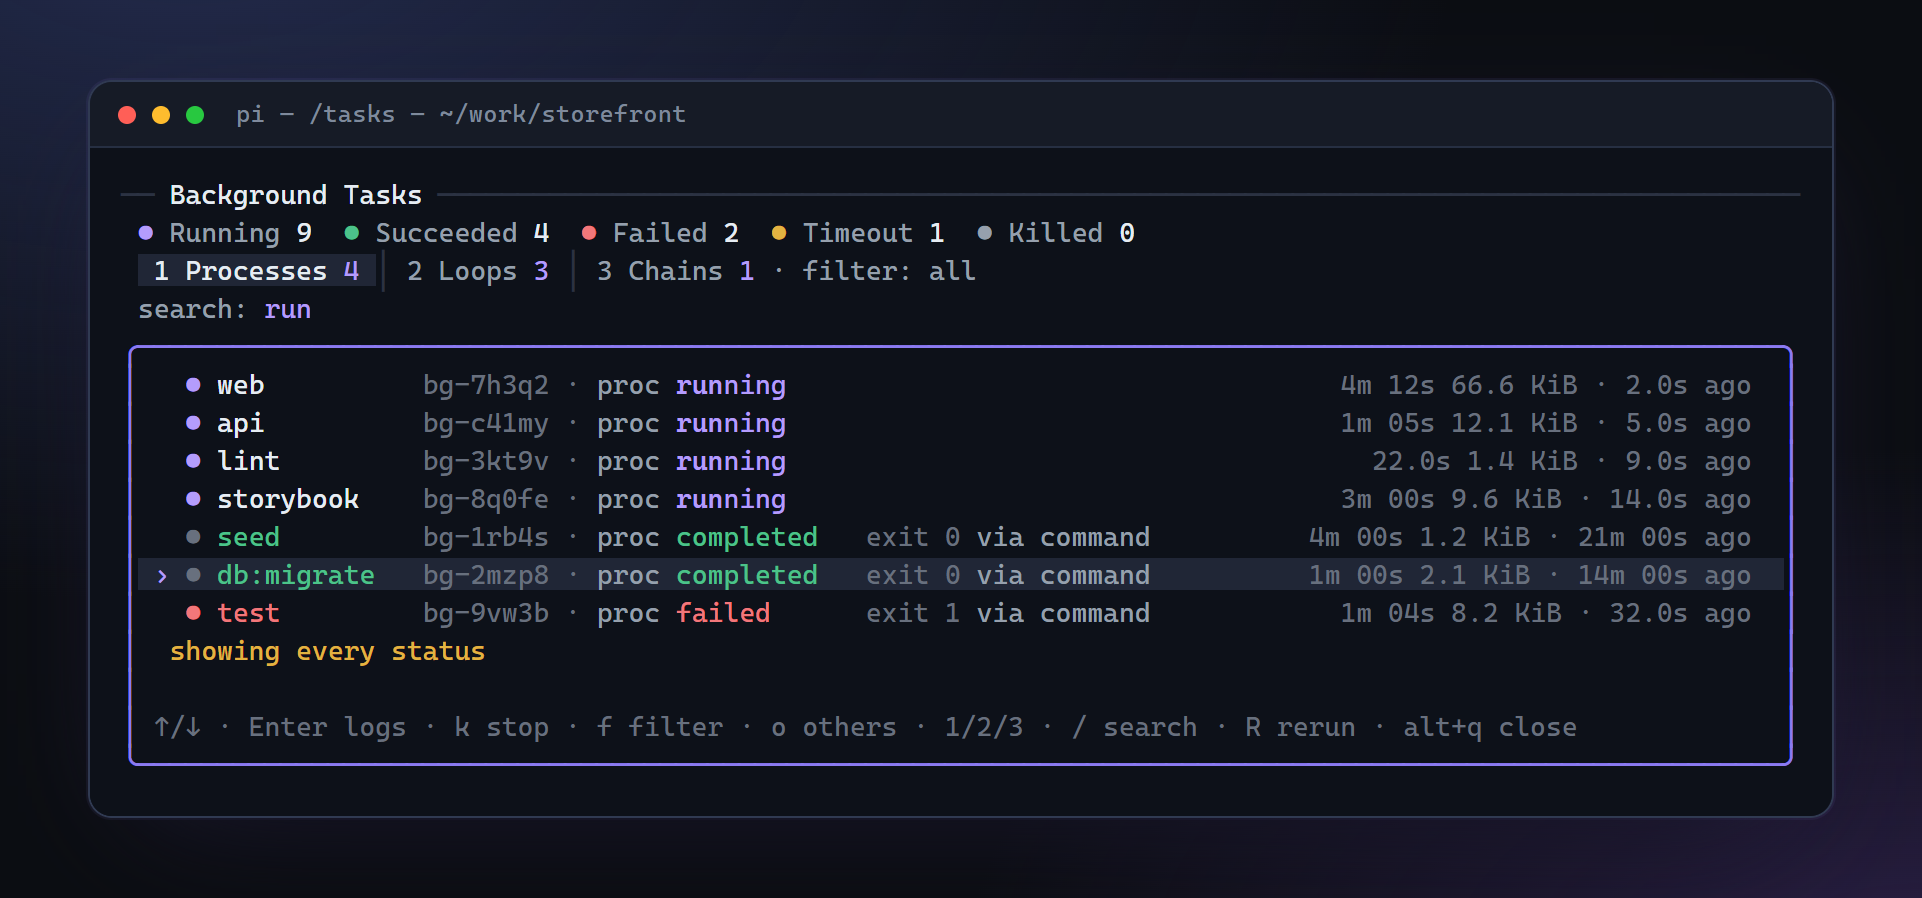 pi — /tasks — ~/work/storefront
Background Tasks
● Running 9 ● Succeeded 4 ● Failed 2 ● Timeout 1 ● Killed 0
1 Processes 4 │ 2 Loops 3 │ 3 Chains 1 · filter: all
search: run
● web bg-7h3q2 · proc running 4m 12s 66.6 KiB · 2.0s ago
● api bg-c41my · proc running 1m 05s 12.1 KiB · 5.0s ago
● lint bg-3kt9v · proc running 22.0s 1.4 KiB · 9.0s ago
● storybook bg-8q0fe · proc running 3m 00s 9.6 KiB · 14.0s ago
● seed bg-1rb4s · proc completed exit 0 via command 4m 00s 1.2 KiB · 21m 00s ago
› ● db:migrate bg-2mzp8 · proc completed exit 0 via command 1m 00s 2.1 KiB · 14m 00s ago
● test bg-9vw3b · proc failed exit 1 via command 1m 04s 8.2 KiB · 32.0s ago
showing every status
↑/↓ · Enter logs · k stop · f filter · o others · 1/2/3 · / search · R rerun · alt+q close